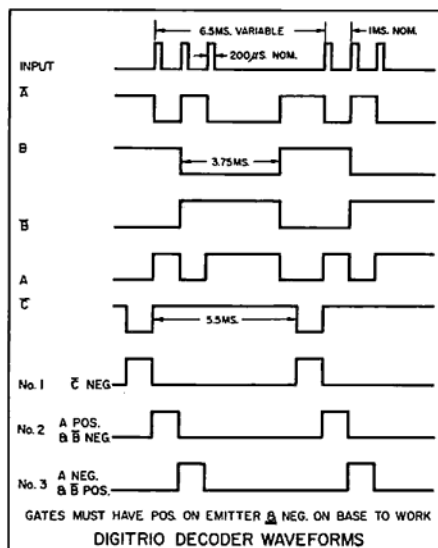 6.5MS. VARIABLE
1MS. NOM.
INPUT
200μS. NOM.
A̅
B
3.75MS.
B̅
A
C̅
5.5MS.
No. 1 C̅ NEG
No. 2 A POS. & B̅ NEG.
No. 3 A NEG. & B̅ POS.
GATES MUST HAVE POS. ON EMITTER & NEG. ON BASE TO WORK
DIGITRIO DECODER WAVEFORMS